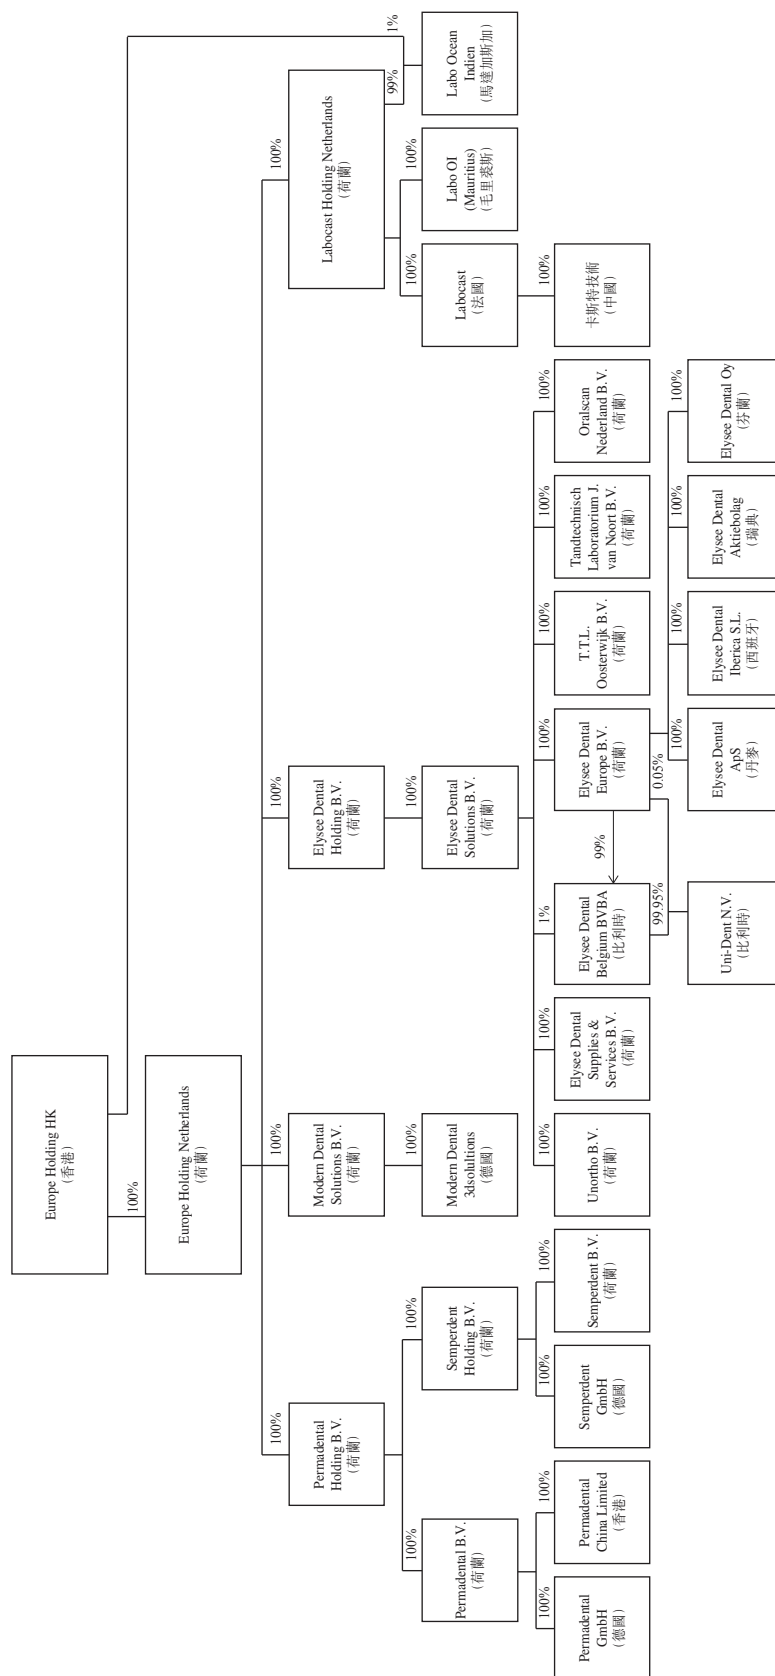 Europe Holding HK
（香港）
100%
1%
Europe Holding Netherlands
（荷蘭）
100%
100%
100%
100%
Permadental
Holding B.V.
（荷蘭）
Modern Dental
Solutions B.V.
（荷蘭）
Elysee Dental
Holding B.V.
（荷蘭）
Labocast Holding Netherlands
（荷蘭）
100%
100%
100%
100%
100%
100%
99%
Permadental B.V.
（荷蘭）
Semperdent
Holding B.V.
（荷蘭）
Modern Dental
3dsolultions
（德國）
Elysee Dental
Solutions B.V.
（荷蘭）
Labocast
（法國）
Labo OI
(Mauritius)
（毛里裘斯）
Labo Ocean
Indien
（馬達加斯加）
100%
100%
100%
100%
100%
100%
1%
100%
100%
100%
100%
100%
Permadental
GmbH
（德國）
Permadental
China Limited
（香港）
Semperdent
GmbH
（德國）
Semperdent B.V.
（荷蘭）
Unortho B.V.
（荷蘭）
Elysee Dental
Supplies &
Services B.V.
（荷蘭）
Elysee Dental
Belgium BVBA
（比利時）
99%
Elysee Dental
Europe B.V.
（荷蘭）
T.T.L.
Oosterwijk B.V.
（荷蘭）
Tandtechnisch
Laboratorium J.
van Noort B.V.
（荷蘭）
Oralscan
Nederland B.V.
（荷蘭）
卡斯特技術
（中國）
99.95%
0.05%
100%
100%
100%
100%
Uni-Dent N.V.
（比利時）
Elysee Dental
ApS
（丹麥）
Elysee Dental
Iberica S.L.
（西班牙）
Elysee Dental
Aktiebolag
（瑞典）
Elysee Dental Oy
（芬蘭）